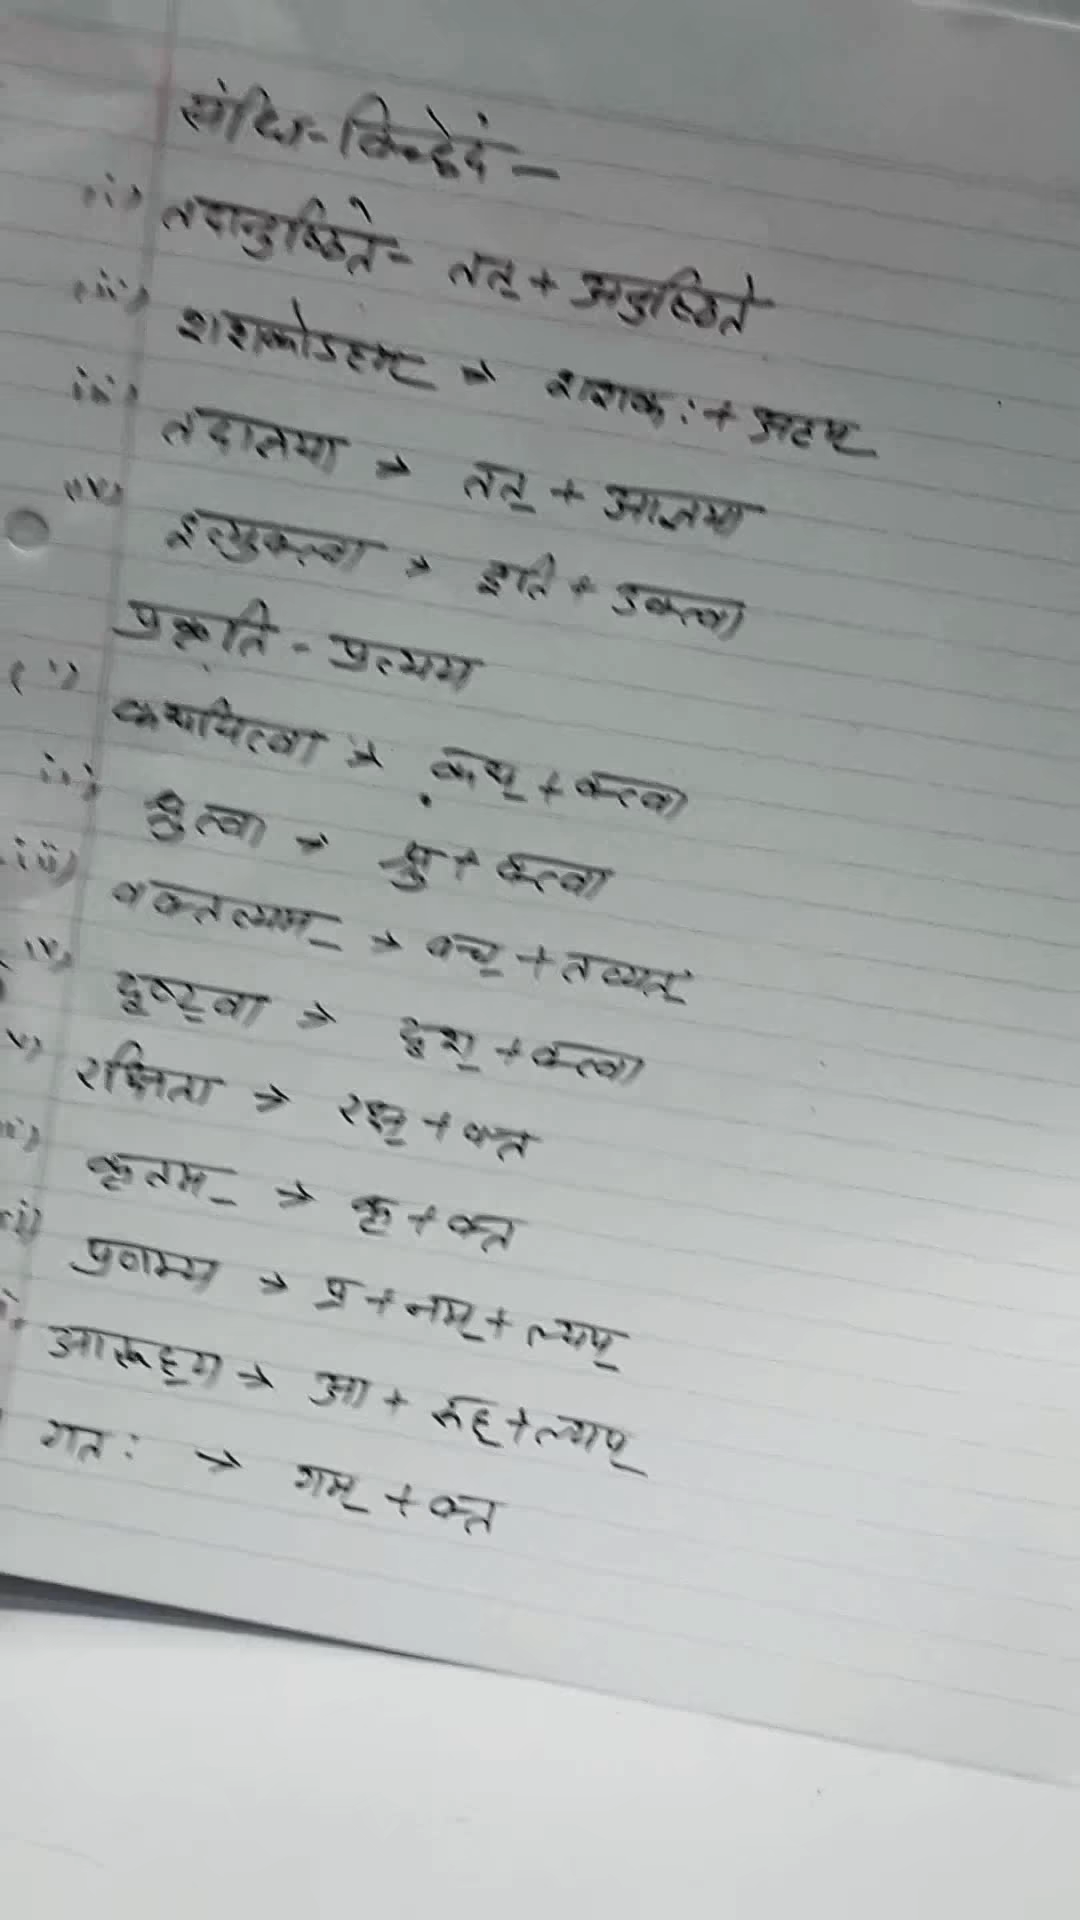 संधि-विच्छेद -
(i) तदानुष्ठिते - तत् + अनुष्ठिते
(ii) शशकोऽहम् → शशक: + अहम्
iii) तदात्मा → तत् + आत्मा
iv) इत्युक्त्वा → इति + उक्त्वा
प्रकृति - प्रत्यय
(i) कथयित्वा → कथ् + क्त्वा
ii) श्रुत्वा → श्रु + क्त्वा
iii) वक्तव्यम् → वच् + तव्यत्
iv) दृष्ट्वा → दृश् + क्त्वा
v) रक्षिता → रक्ष् + क्त
कृतम् → कृ + क्त
प्रणम्य → प्र + नम् + ल्यप्
आरूह्य → आ + रूह् + ल्यप्
गत: → गम् + क्त